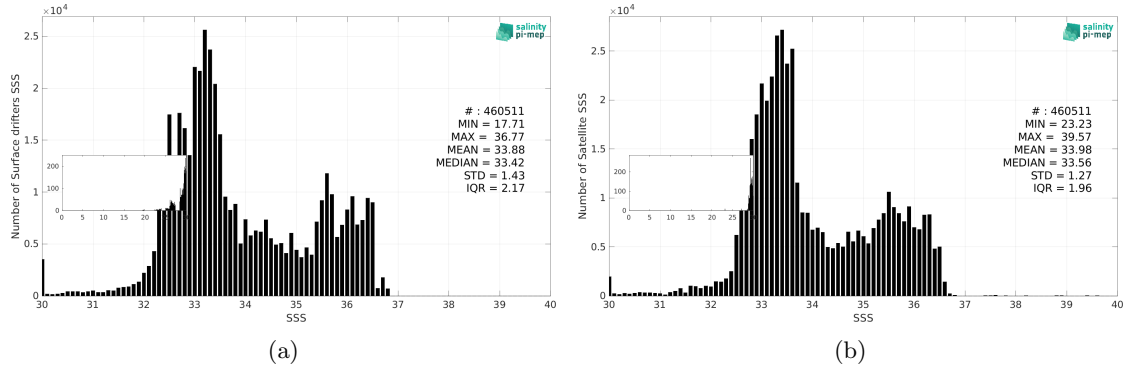 ×10⁴
salinity
pi-mep
Number of Surface drifters SSS
2.5
2
1.5
1
0.5
0
# : 460511
MIN = 17.71
MAX = 36.77
MEAN = 33.88
MEDIAN = 33.42
STD = 1.43
IQR = 2.17
200
100
0
0 5 10 15 20 25
30 31 32 33 34 35 36 37 38 39 40
SSS
(a)
×10⁴
salinity
pi-mep
Number of Satellite SSS
2.5
2
1.5
1
0.5
0
# : 460511
MIN = 23.23
MAX = 39.57
MEAN = 33.98
MEDIAN = 33.56
STD = 1.27
IQR = 1.96
200
100
0
5 10 15 20 25
30 31 32 33 34 35 36 37 38 39 40
SSS
(b)